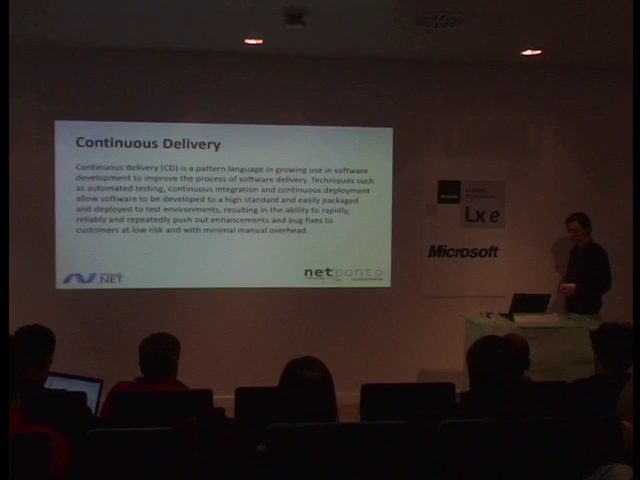 Continuous Delivery
Continuous delivery (CD) is a pattern language in growing use in software
development to improve the process of software delivery. Techniques such
as automated testing, continuous integration and continuous deployment
allow software to be developed to a high standard and easily packaged
and deployed to test environments, resulting in the ability to rapidly,
reliably and repeatedly push out enhancements and bug fixes to
customers at low risk and with minimal manual overhead.
Microsoft
.NET
netponto
Lx e
Microsoft